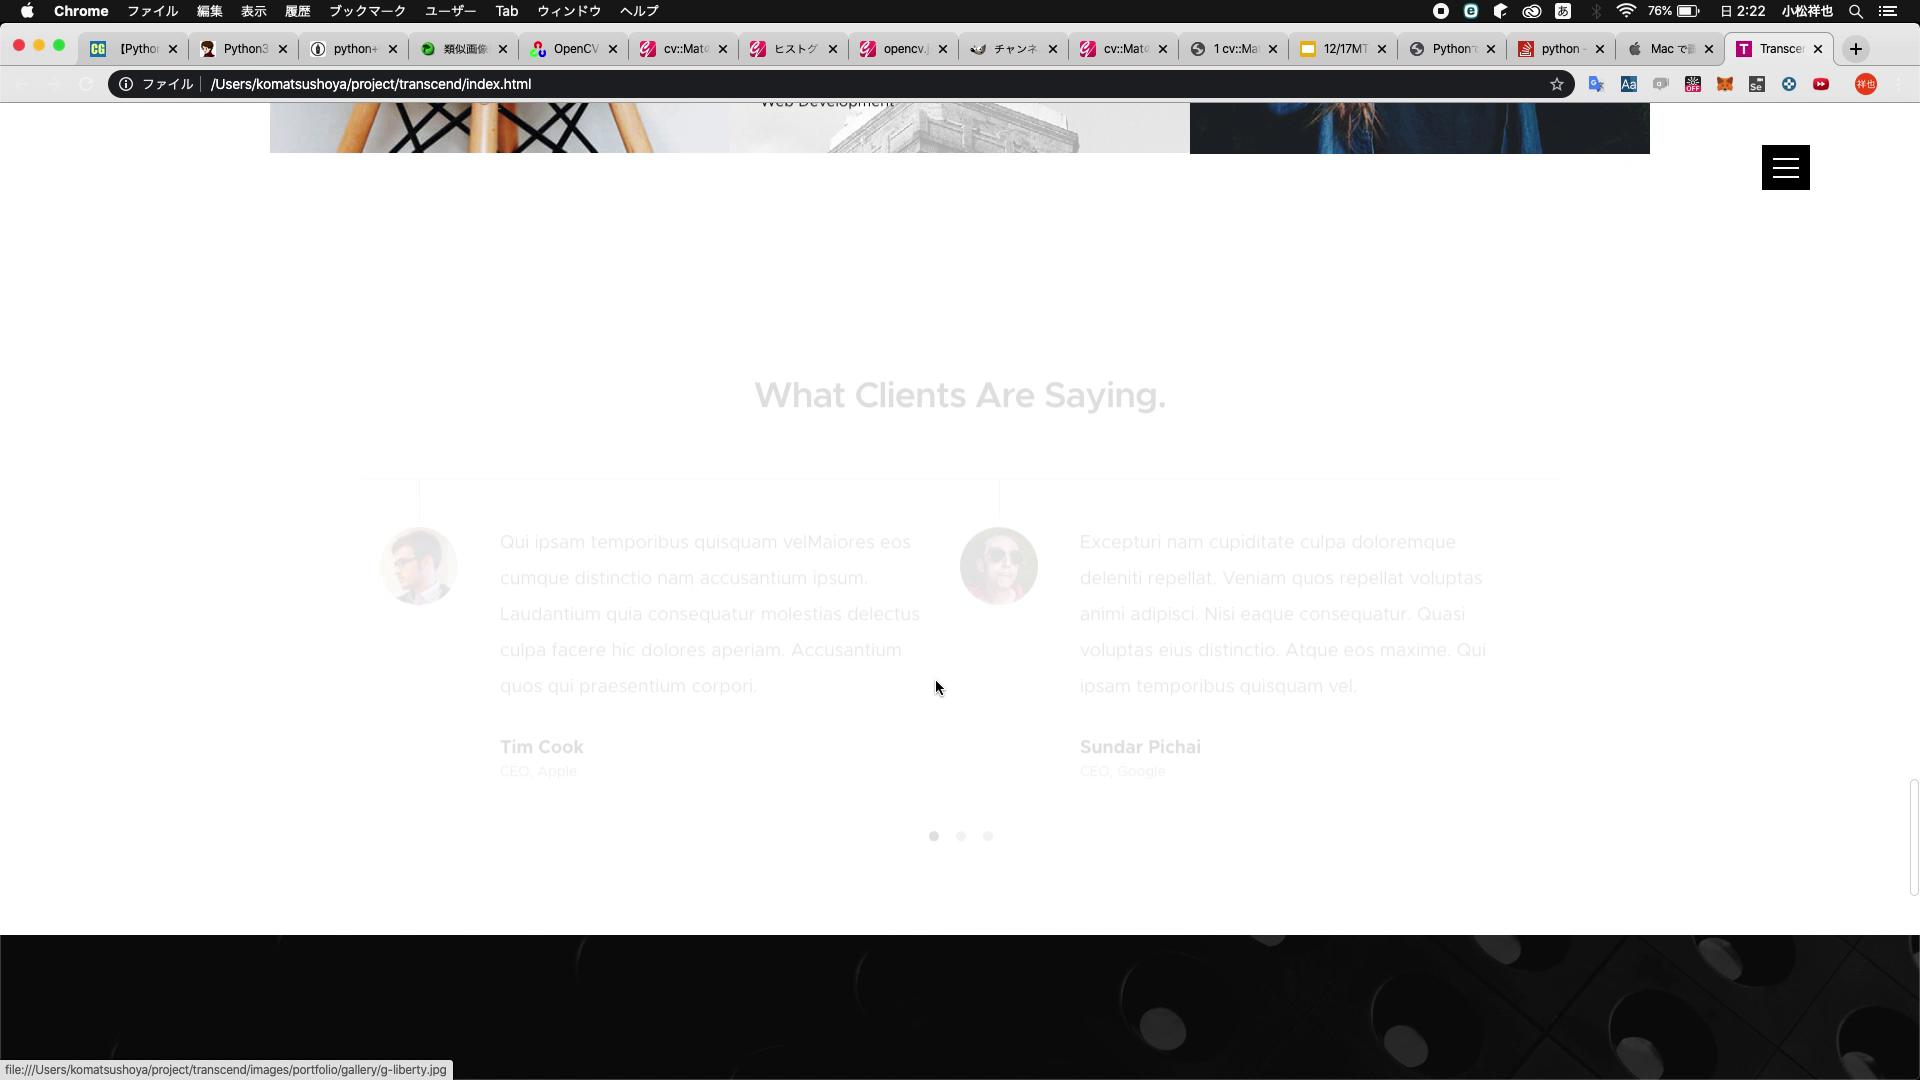 Chrome ファイル 編集 表示 履歴 ブックマーク ユーザー Tab ウィンドウ ヘルプ 76% 日 2:22 小松祥也
【Pytho Python3 python+ 類似画像 OpenCV cv::Mat ヒストグ opencv. チャンネ cv::Mat 1 cv::Ma 12/17MT Python python - Mac で Transce
ファイル /Users/komatsushoya/project/transcend/index.html
Web Development
What Clients Are Saying.
Qui ipsam temporibus quisquam velMaiores eos
cumque distinctio nam accusantium ipsum.
Laudantium quia consequatur molestias delectus
culpa facere hic dolores aperiam. Accusantium
quos qui praesentium corpori.
Tim Cook
CEO, Apple
Excepturi nam cupiditate culpa doloremque
deleniti repellat. Veniam quos repellat voluptas
animi adipisci. Nisi eaque consequatur. Quasi
voluptas eius distinctio. Atque eos maxime. Qui
ipsam temporibus quisquam vel.
Sundar Pichai
CEO, Google
file:///Users/komatsushoya/project/transcend/images/portfolio/gallery/g-liberty.jpg